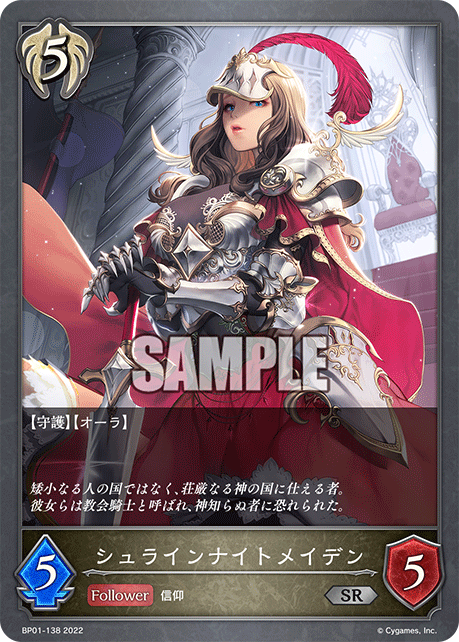 5
SAMPLE
【守護】【オーラ】
矮小なる人の国ではなく、荘厳なる神の国に仕える者。
彼女らは教会騎士と呼ばれ、神知らぬ者に恐れられた。
シュラインナイトメイデン
5
Follower 信仰
SR
5
BP01-138 2022
© Cygames, Inc.